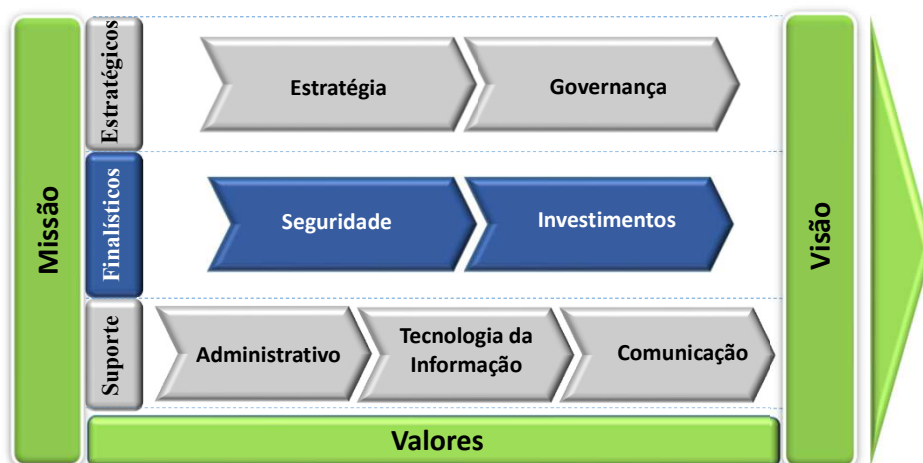 Missão
Estratégicos
Estratégia
Governança
Finalísticos
Seguridade
Investimentos
Suporte
Administrativo
Tecnologia da
Informação
Comunicação
Valores
Visão